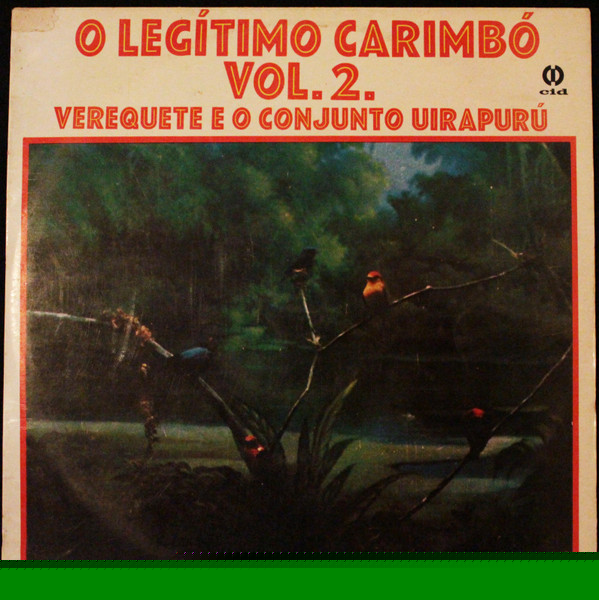 O LEGÍTIMO CARIMBÓ
VOL. 2.
cid
VEREQUETE E O CONJUNTO UIRAPURÚ